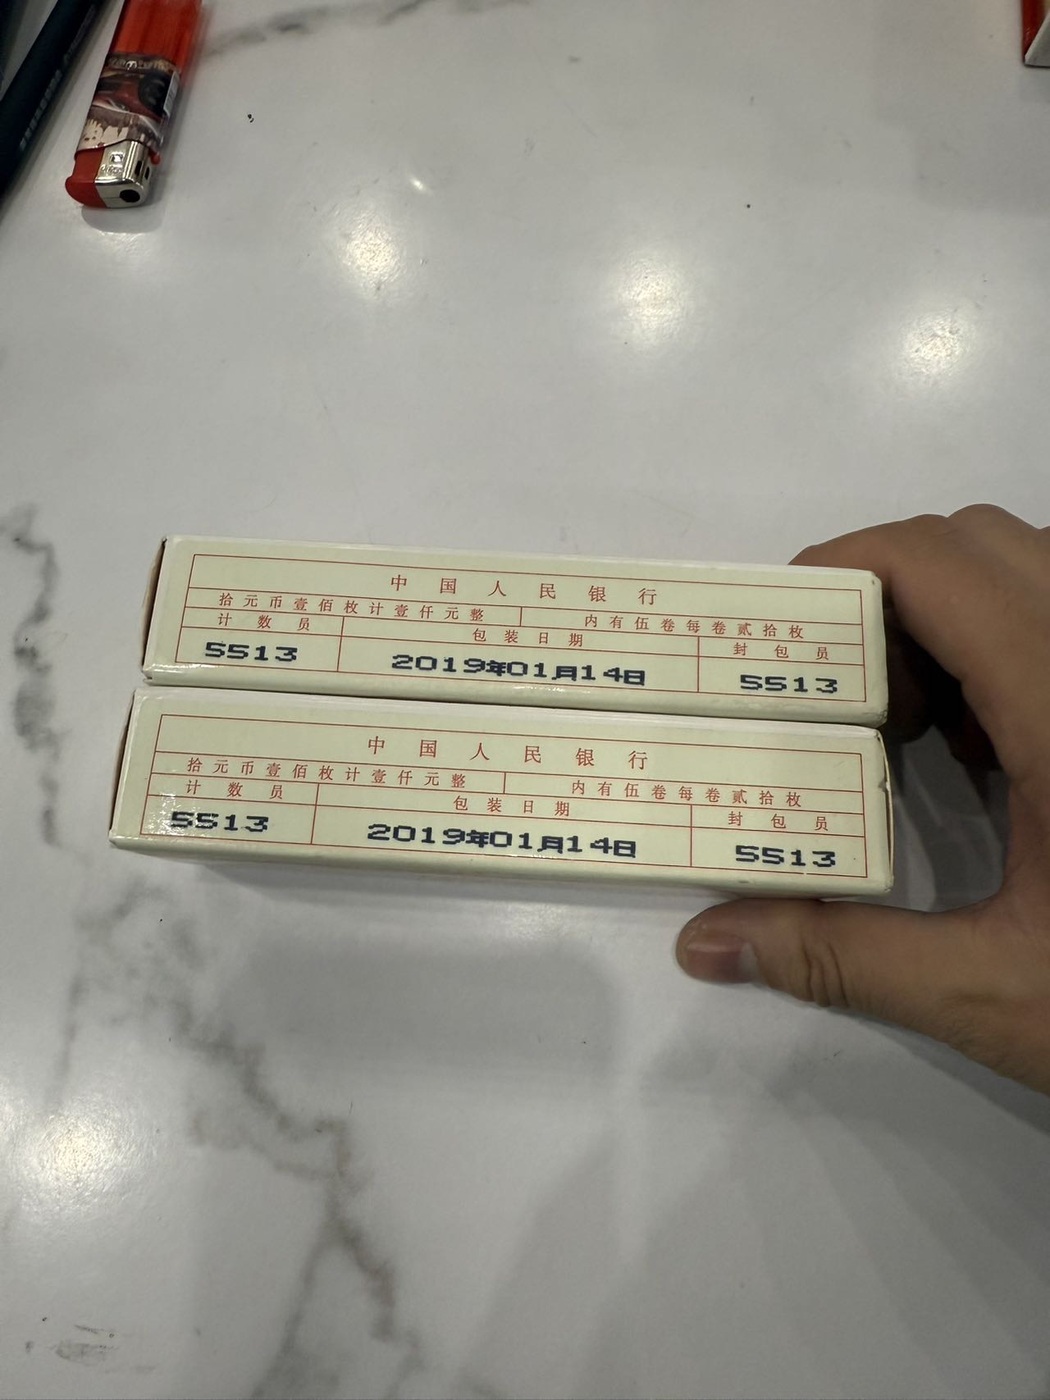 中国人民银行
拾元币壹佰枚计壹仟元整 内有伍卷每卷贰拾枚
计数员 包装日期 封包员
5513 2019年01月14日 5513
中国人民银行
拾元币壹佰枚计壹仟元整 内有伍卷每卷贰拾枚
计数员 包装日期 封包员
5513 2019年01月14日 5513